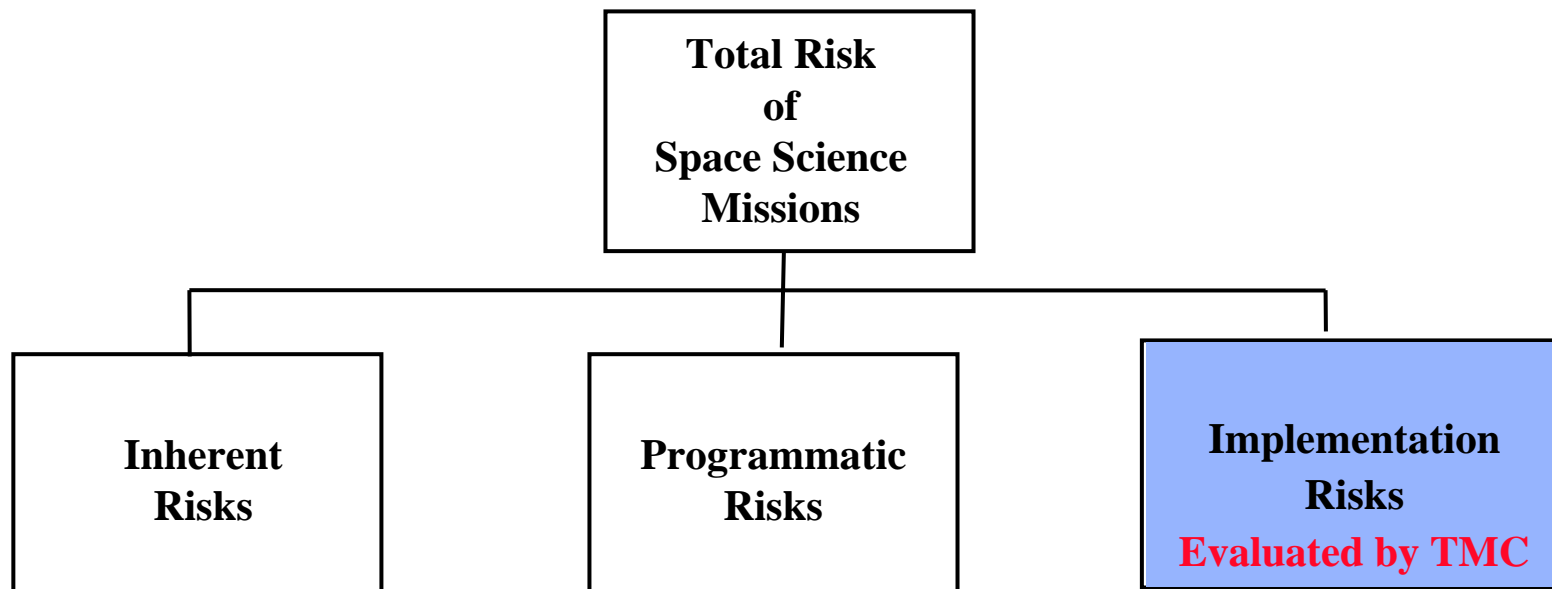 Total Risk
of
Space Science
Missions
Inherent
Risks
Programmatic
Risks
Implementation
Risks
Evaluated by TMC